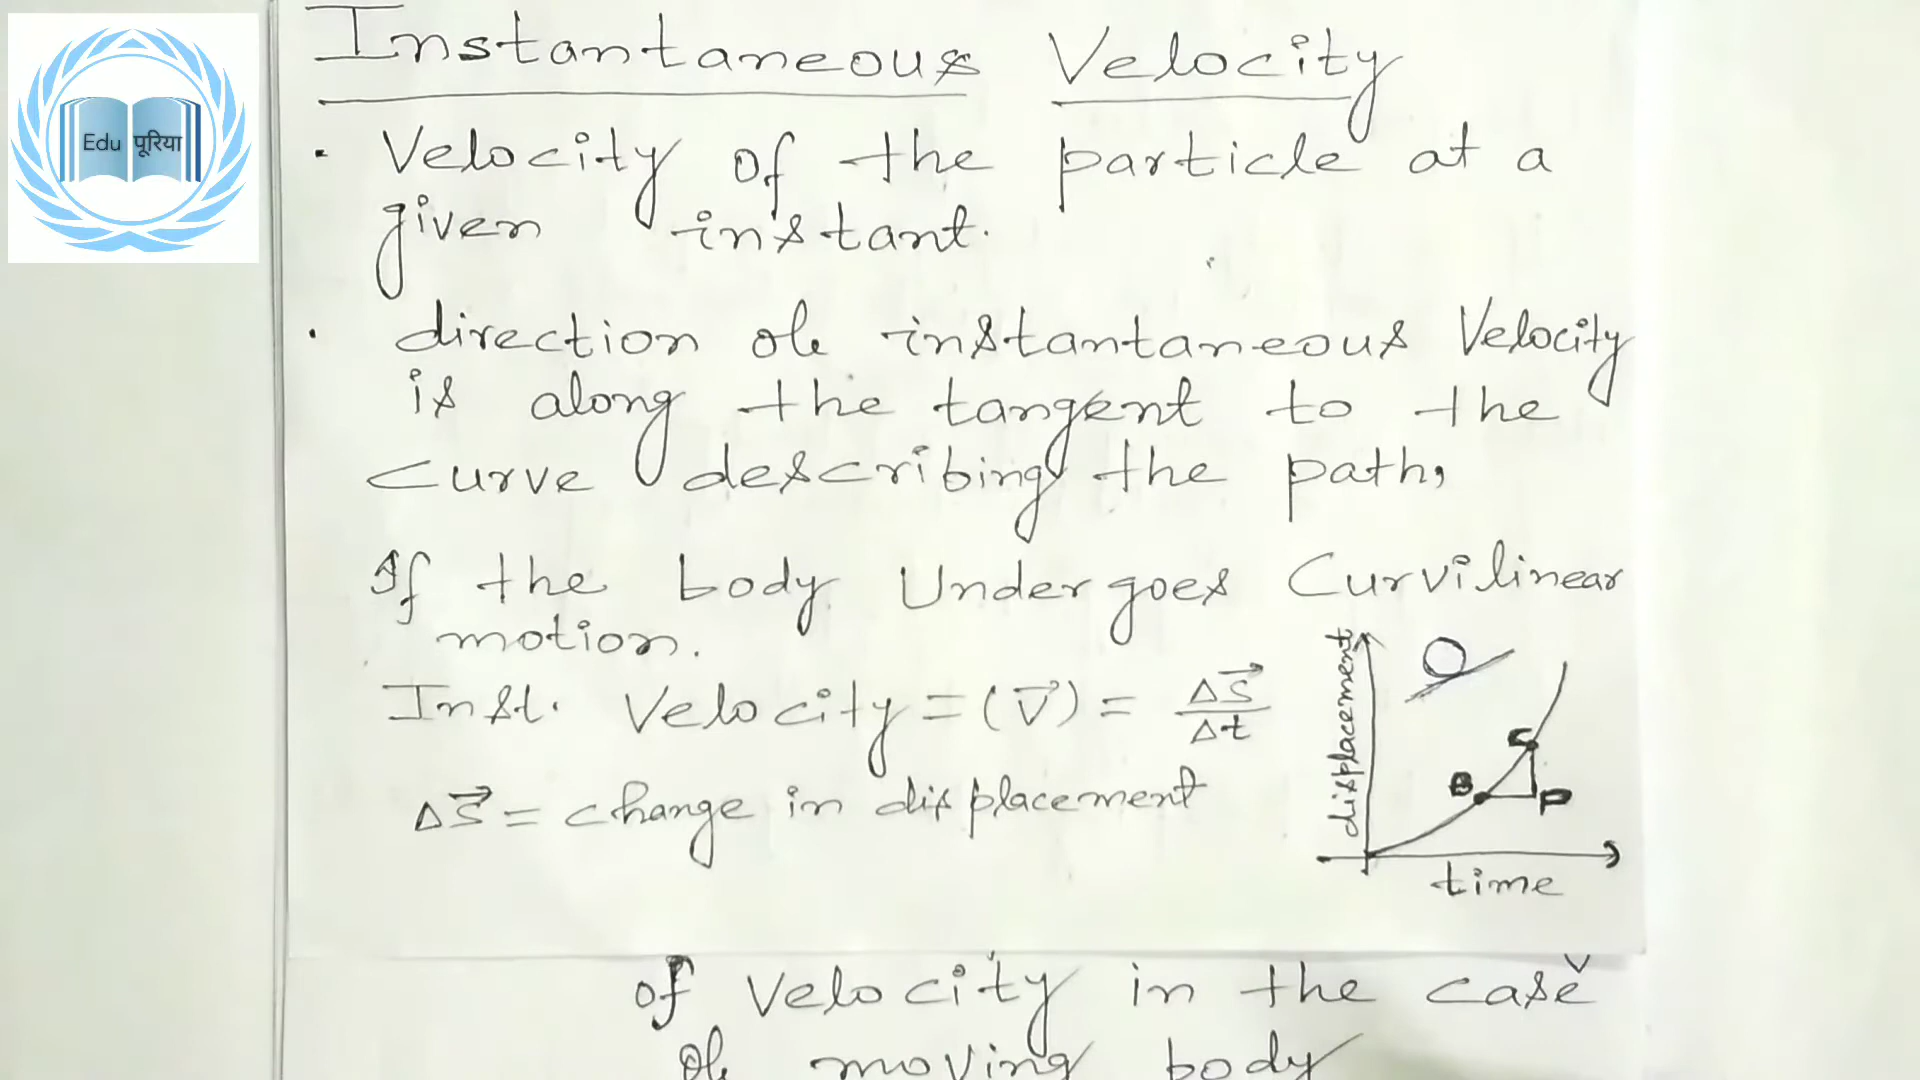 Edu पूरिया
Instantaneous Velocity
• Velocity of the particle at a
given instant.
• direction of instantaneous Velocity
is along the tangent to the
curve describing the path,
If the body Undergoes Curvilinear
motion.
Inst. Velocity = (V⃗) = ΔS⃗/Δt
ΔS⃗ = change in displacement
displacement
C
B
P
time
of Velocity in the case
of moving body